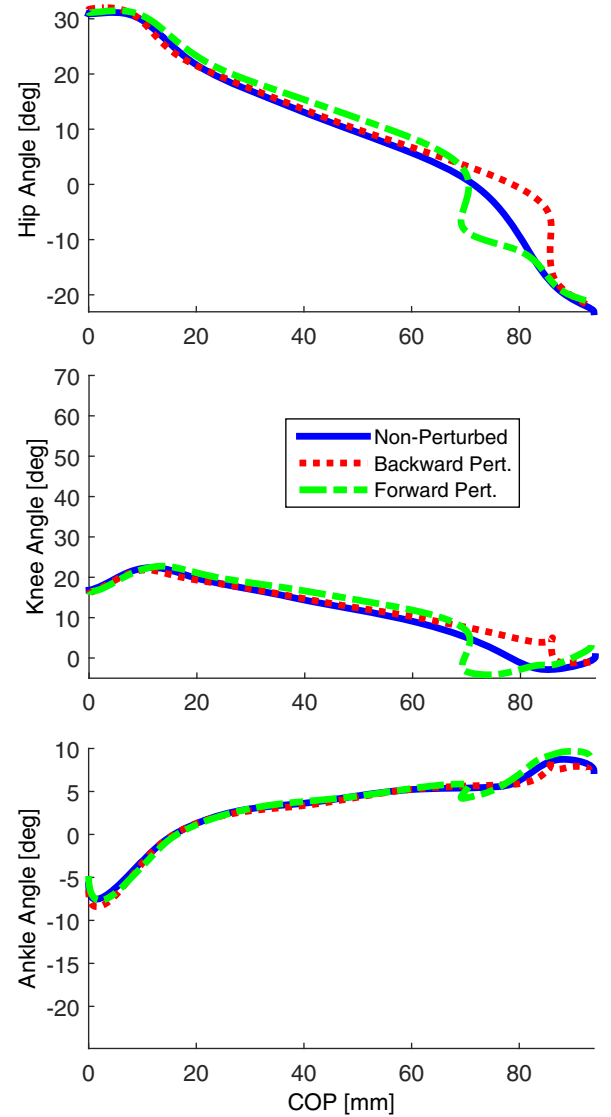 30
20
10
0
-10
-20
Hip Angle [deg]
0 20 40 60 80
70
60
50
40
30
20
10
0
Knee Angle [deg]
Non-Perturbed
Backward Pert.
Forward Pert.
0 20 40 60 80
10
5
0
-5
-10
-15
-20
Ankle Angle [deg]
0 20 40 60 80
COP [mm]